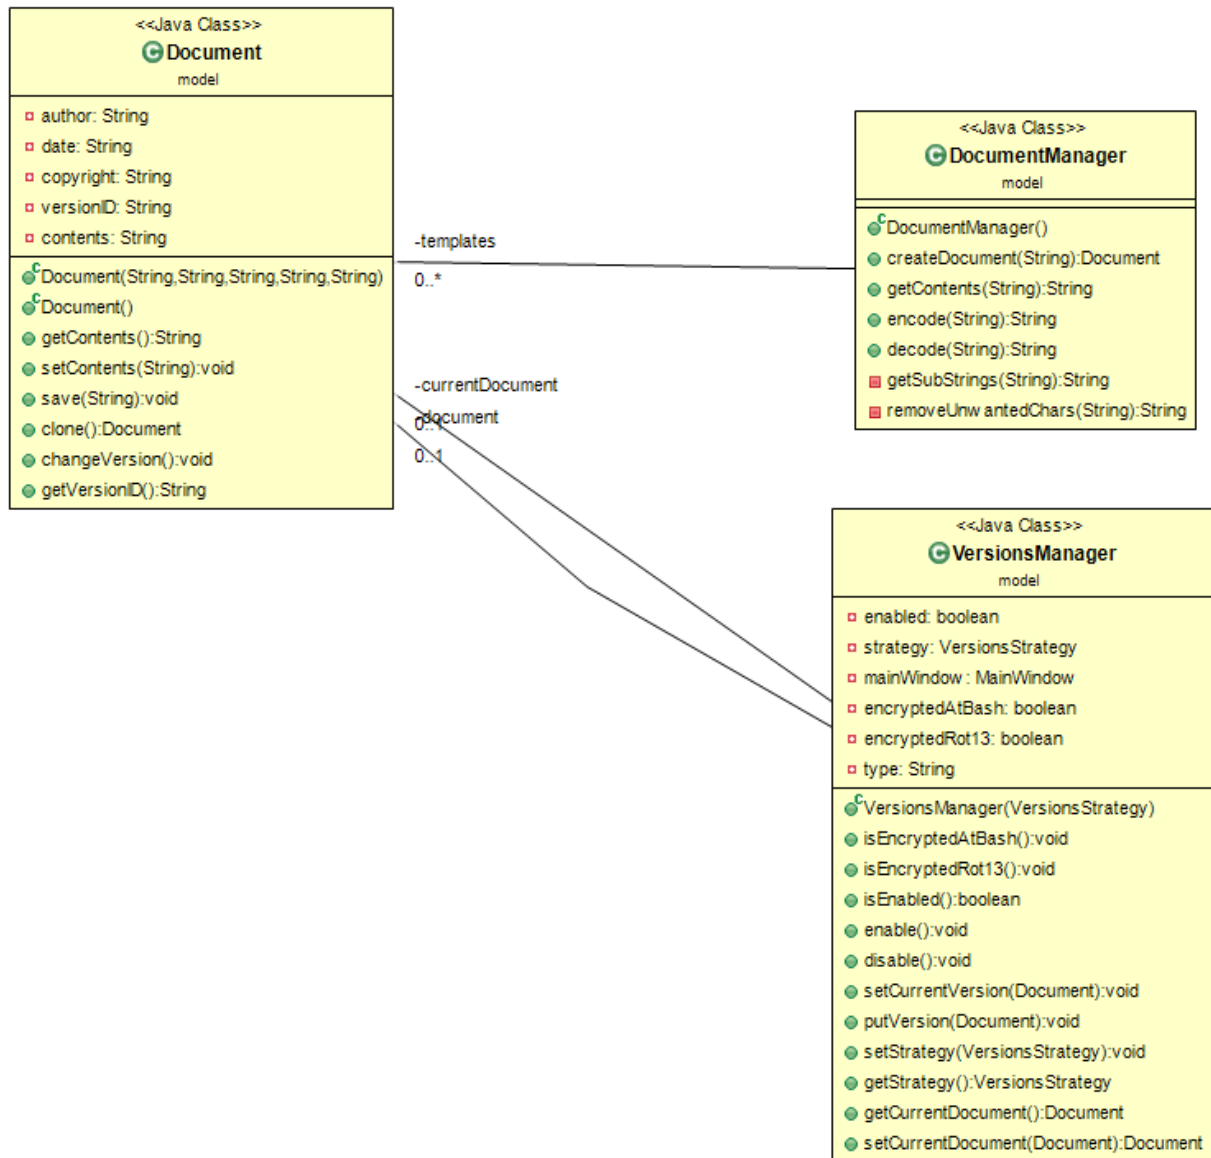 <<Java Class>>
Document
model
author: String
date: String
copyright: String
versionID: String
contents: String
Document(String,String,String,String,String)
Document()
getContents():String
setContents(String):void
save(String):void
clone():Document
changeVersion():void
getVersionID():String
-templates
0..*
-currentDocument
-document
0..1
0..1
<<Java Class>>
DocumentManager
model
DocumentManager()
createDocument(String):Document
getContents(String):String
encode(String):String
decode(String):String
getSubStrings(String):String
removeUnwantedChars(String):String
<<Java Class>>
VersionsManager
model
enabled: boolean
strategy: VersionsStrategy
mainWindow: MainWindow
encryptedAtBash: boolean
encryptedRot13: boolean
type: String
VersionsManager(VersionsStrategy)
isEncryptedAtBash():void
isEncryptedRot13():void
isEnabled():boolean
enable():void
disable():void
setCurrentVersion(Document):void
putVersion(Document):void
setStrategy(VersionsStrategy):void
getStrategy():VersionsStrategy
getCurrentDocument():Document
setCurrentDocument(Document):Document